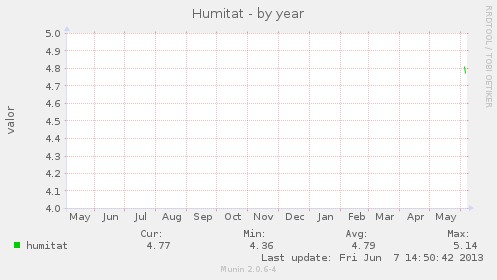 Humitat - by year
RRDTOOL / TOBI OETIKER
valor
5.0
4.9
4.8
4.7
4.6
4.5
4.4
4.3
4.2
4.1
4.0
May Jun Jul Aug Sep Oct Nov Dec Jan Feb Mar Apr May
Cur: Min: Avg: Max:
humitat 4.77 4.36 4.79 5.14
Last update: Fri Jun 7 14:50:42 2013
Munin 2.0.6-4